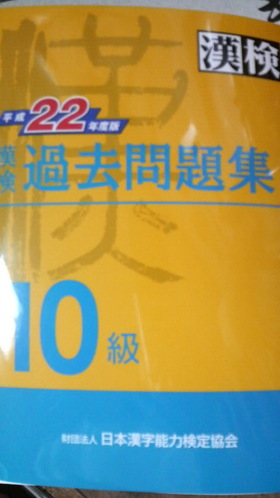 漢検
平成22年度版
漢検 過去問題集
10級
財団法人 日本漢字能力検定協会
漢